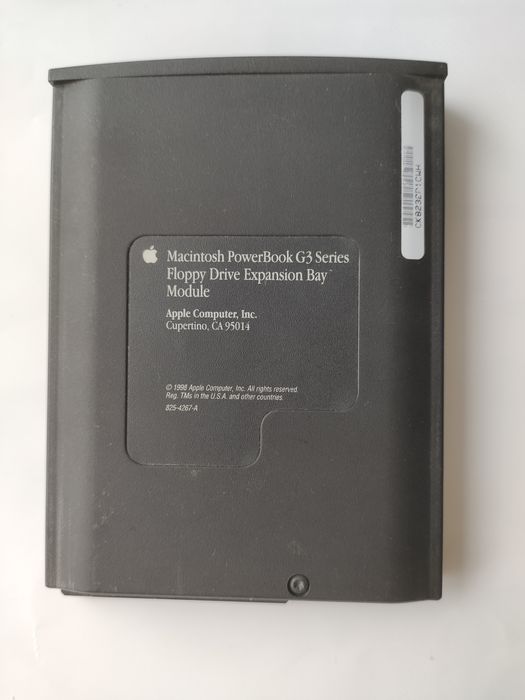 Macintosh PowerBook G3 Series
Floppy Drive Expansion Bay™
Module
Apple Computer, Inc.
Cupertino, CA 95014
© 1998 Apple Computer, Inc. All rights reserved.
Reg. TMs in the U.S.A. and other countries.
825-4267-A